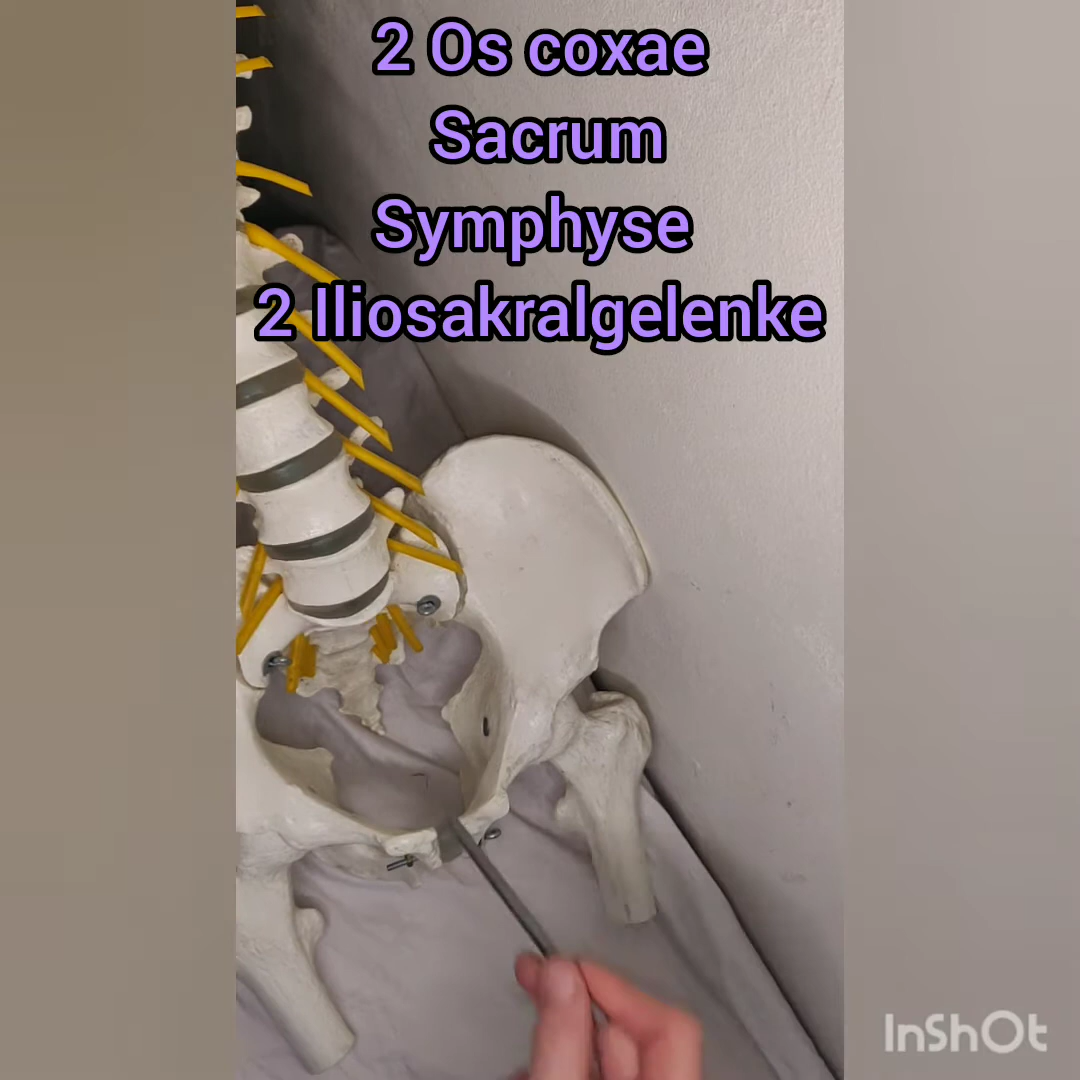 2 Os coxae
Sacrum
Symphyse
2 Iliosakralgelenke
InShOt